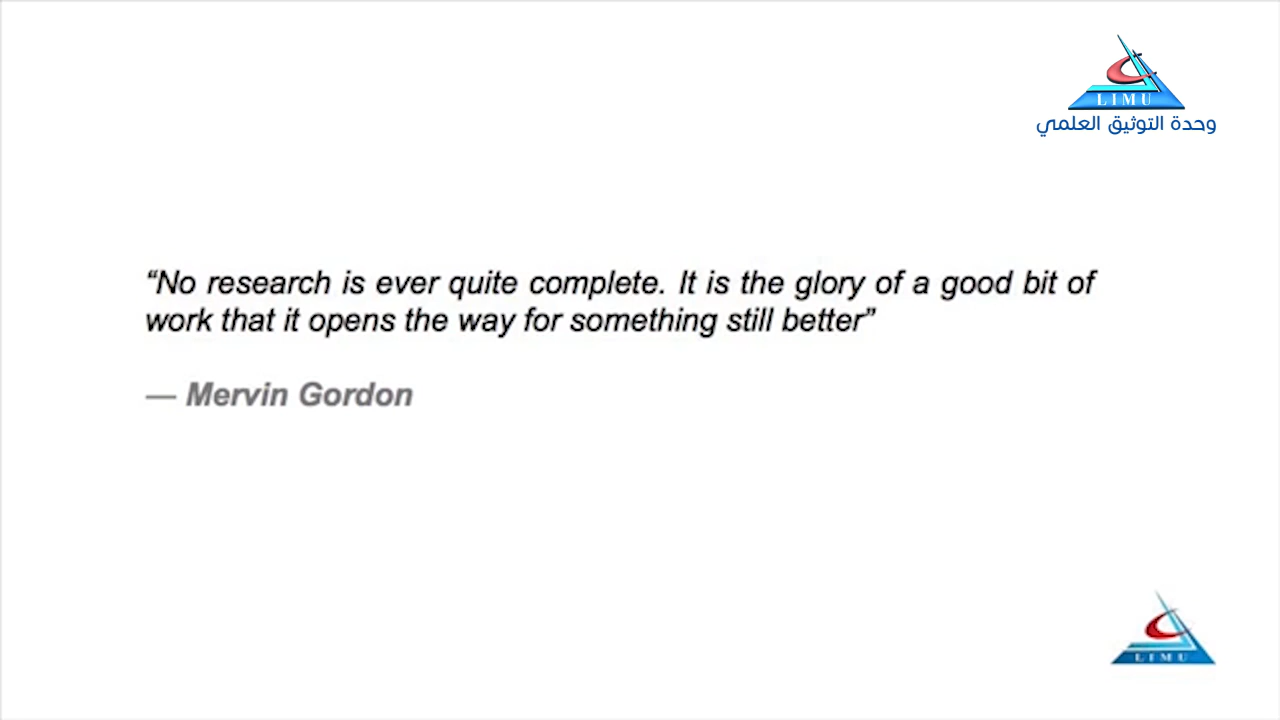 LIMU
وحدة التوثيق العلمي
“No research is ever quite complete. It is the glory of a good bit of
work that it opens the way for something still better”
— Mervin Gordon
LIMU